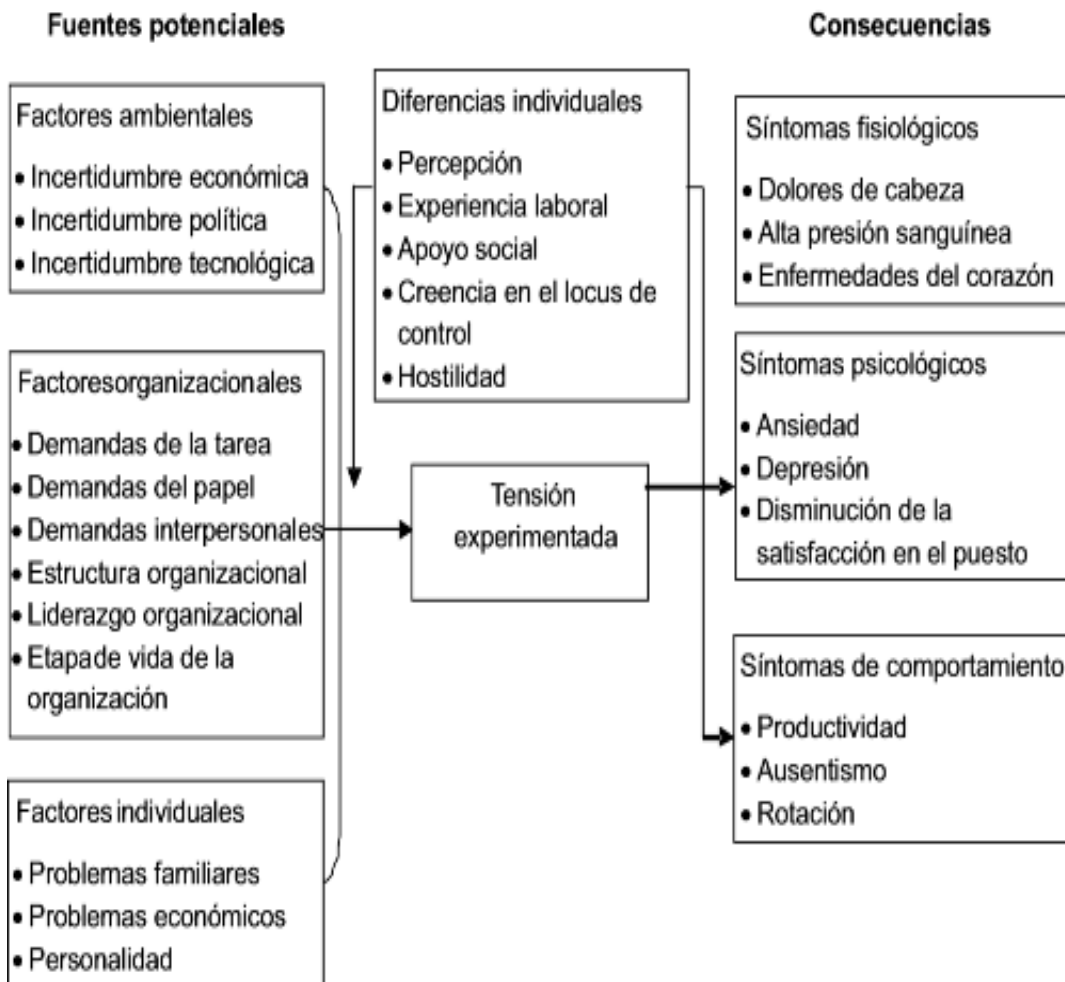 Fuentes potenciales
Factores ambientales
• Incertidumbre económica
• Incertidumbre política
• Incertidumbre tecnológica
Factoresorganizacionales
• Demandas de la tarea
• Demandas del papel
• Demandas interpersonales
• Estructura organizacional
• Liderazgo organizacional
• Etapade vida de la
organización
Factores individuales
• Problemas familiares
• Problemas económicos
• Personalidad
Diferencias individuales
• Percepción
• Experiencia laboral
• Apoyo social
• Creencia en el locus de
control
• Hostilidad
Tensión
experimentada
Consecuencias
Síntomas fisiológicos
• Dolores de cabeza
• Alta presión sanguínea
• Enfermedades del corazón
Síntomas psicológicos
• Ansiedad
• Depresión
• Disminución de la
satisfacción en el puesto
Síntomas de comportamiento
• Productividad
• Ausentismo
• Rotación